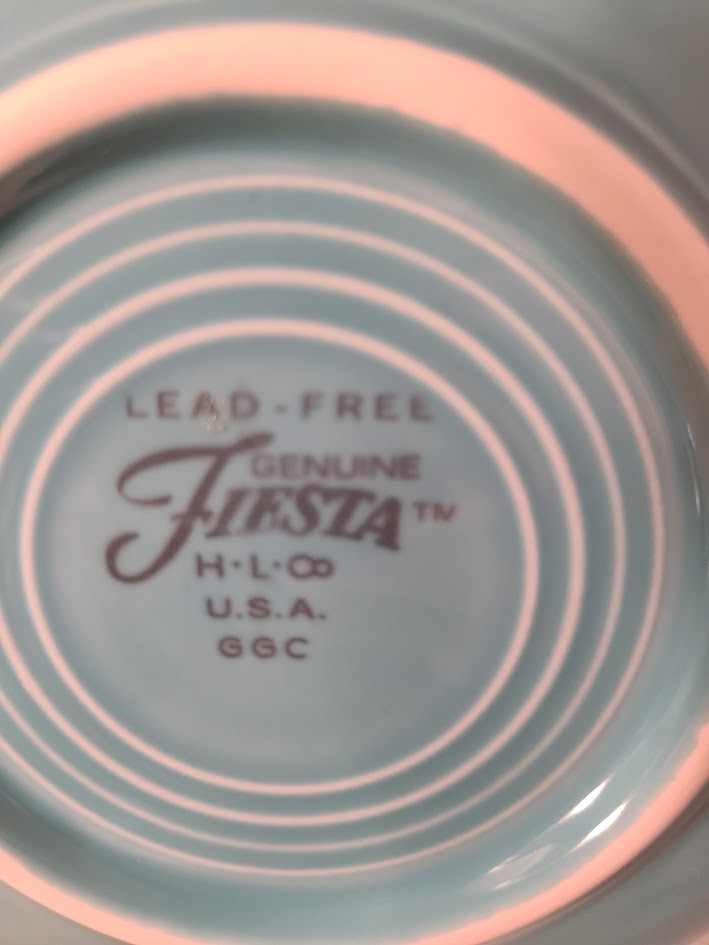 LEAD-FREE
GENUINE
FIESTA™
H·L·Co
U.S.A.
GGC